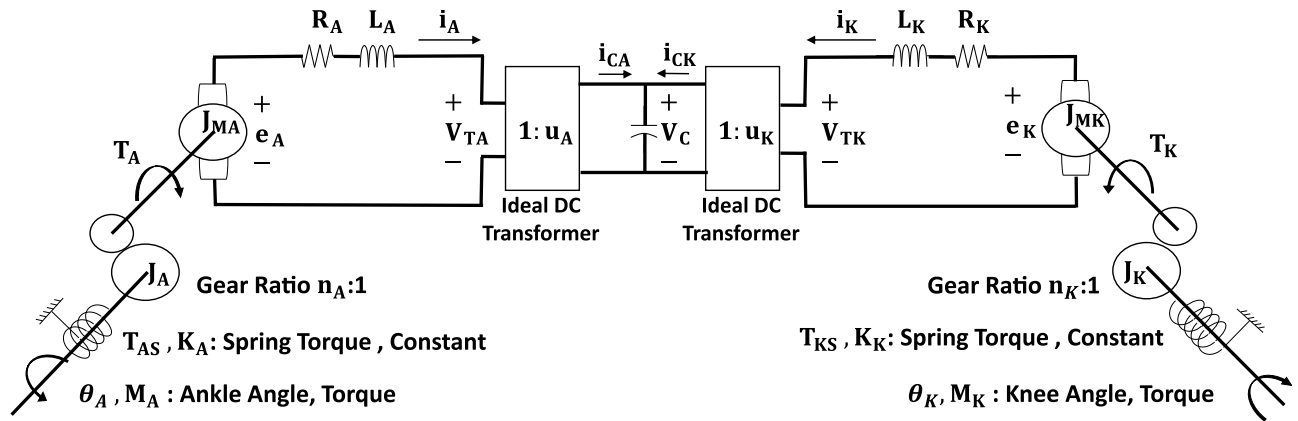 R_A L_A i_A i_K L_K R_K
i_CA i_CK
+ + + + +
J_MA e_A V_TA 1: u_A V_C 1: u_K V_TK e_K J_MK
− − − − −
T_A T_K
Ideal DC Transformer
Ideal DC Transformer
J_A J_K
Gear Ratio n_A:1
Gear Ratio n_K:1
T_AS , K_A: Spring Torque , Constant
T_KS , K_K: Spring Torque , Constant
θ_A , M_A : Ankle Angle, Torque
θ_K, M_K : Knee Angle, Torque